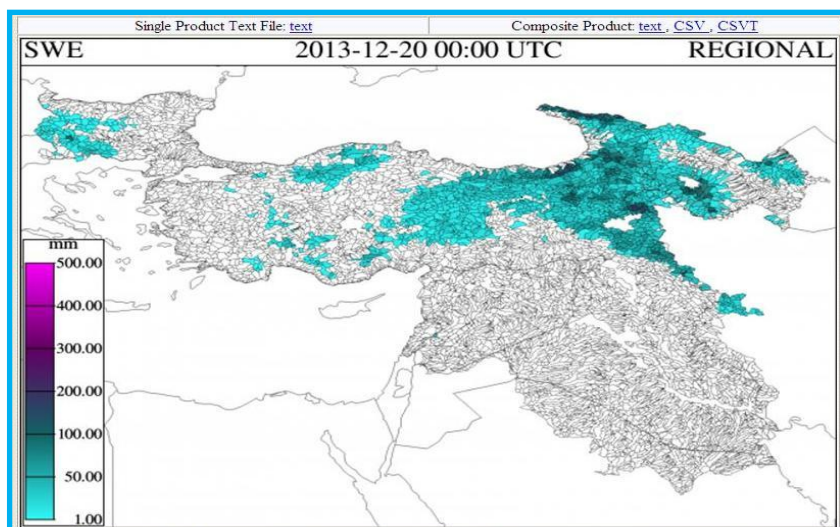 Single Product Text File: text
Composite Product: text , CSV , CSVT
SWE 2013-12-20 00:00 UTC REGIONAL
mm
500.00
400.00
300.00
200.00
100.00
50.00
1.00